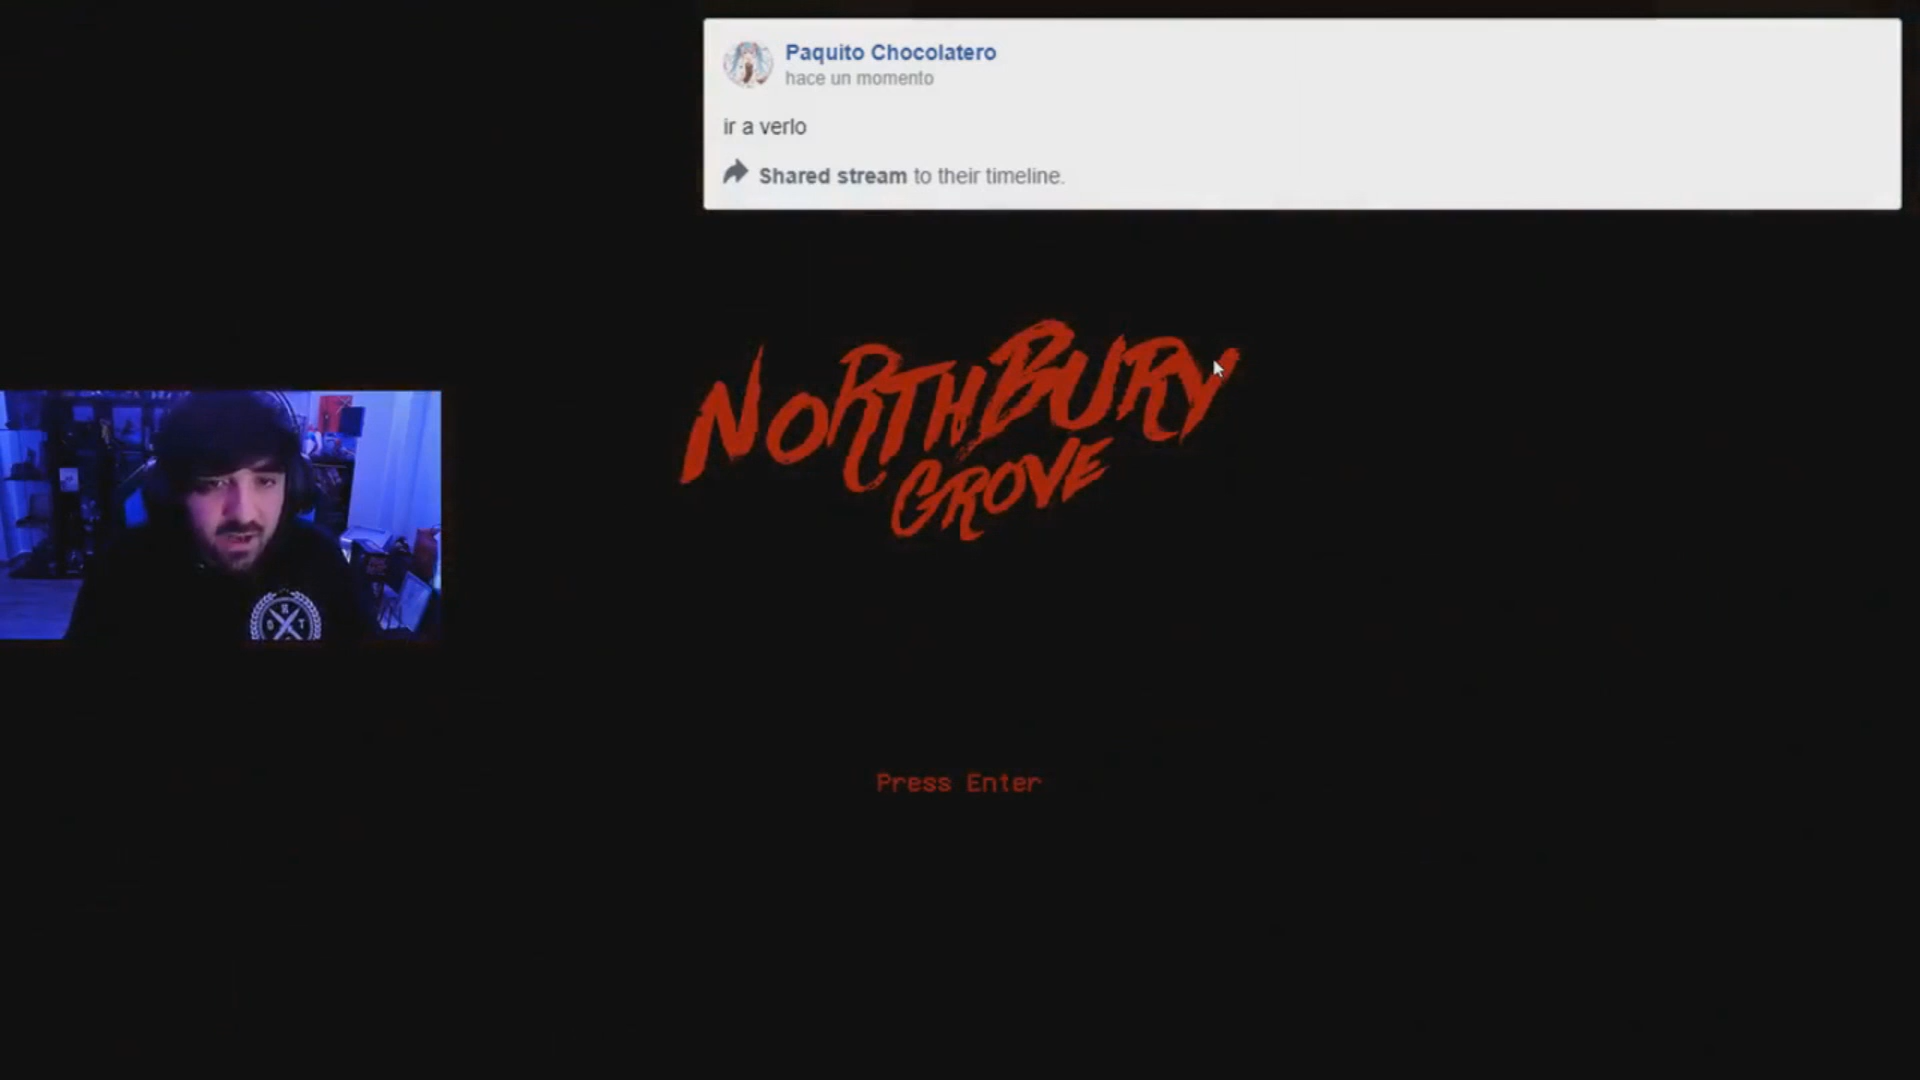 Paquito Chocolatero
hace un momento
ir a verlo
Shared stream to their timeline.
NORTHBURY
GROVE
Press Enter